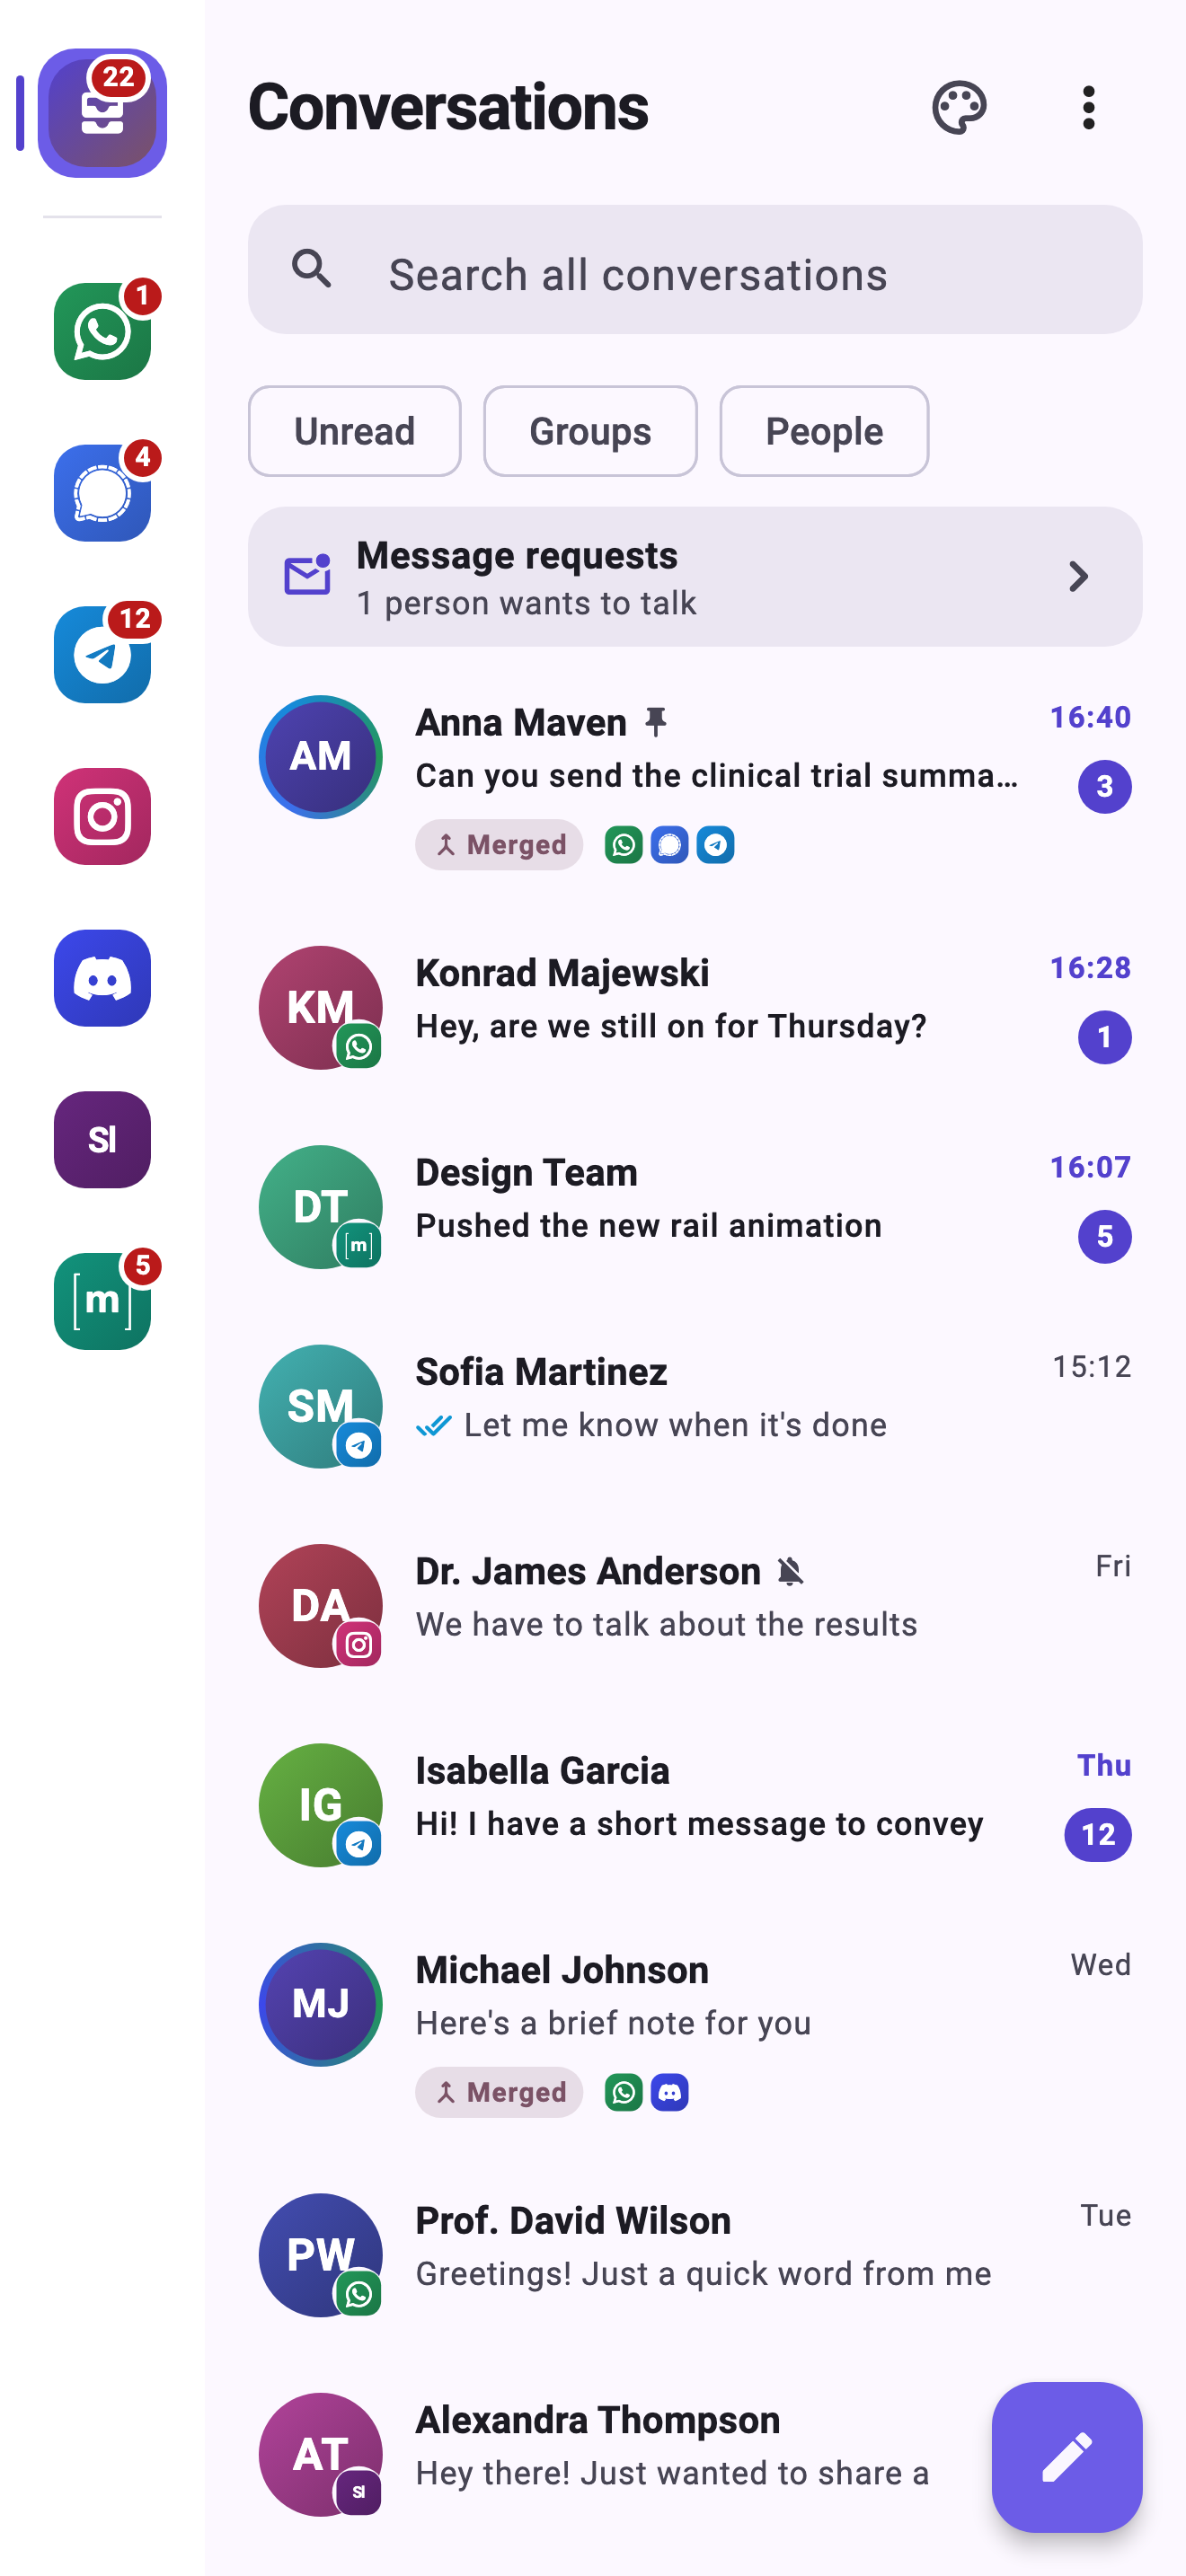 22
1
4
12
Sl
[m]
5
Conversations
Search all conversations
Unread
Groups
People
Message requests
1 person wants to talk
AM
Anna Maven
16:40
Can you send the clinical trial summa...
3
Merged
KM
Konrad Majewski
16:28
Hey, are we still on for Thursday?
1
DT
[m]
Design Team
16:07
Pushed the new rail animation
5
SM
Sofia Martinez
15:12
Let me know when it's done
DA
Dr. James Anderson
Fri
We have to talk about the results
IG
Isabella Garcia
Thu
Hi! I have a short message to convey
12
MJ
Michael Johnson
Wed
Here's a brief note for you
Merged
PW
Prof. David Wilson
Tue
Greetings! Just a quick word from me
AT
Sl
Alexandra Thompson
Hey there! Just wanted to share a